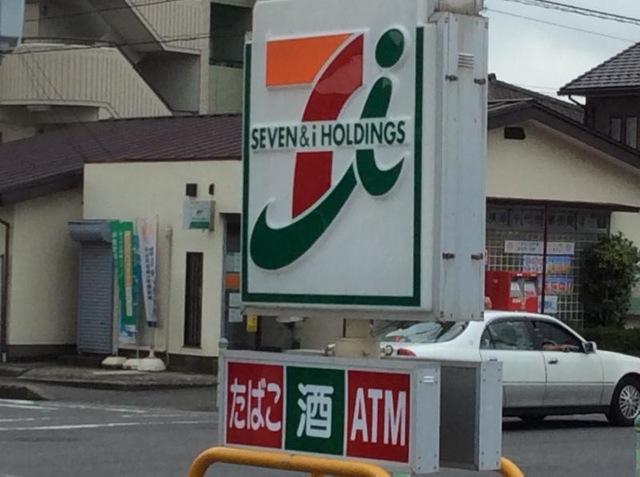 SEVEN&i HOLDINGS
たばこ 酒 ATM